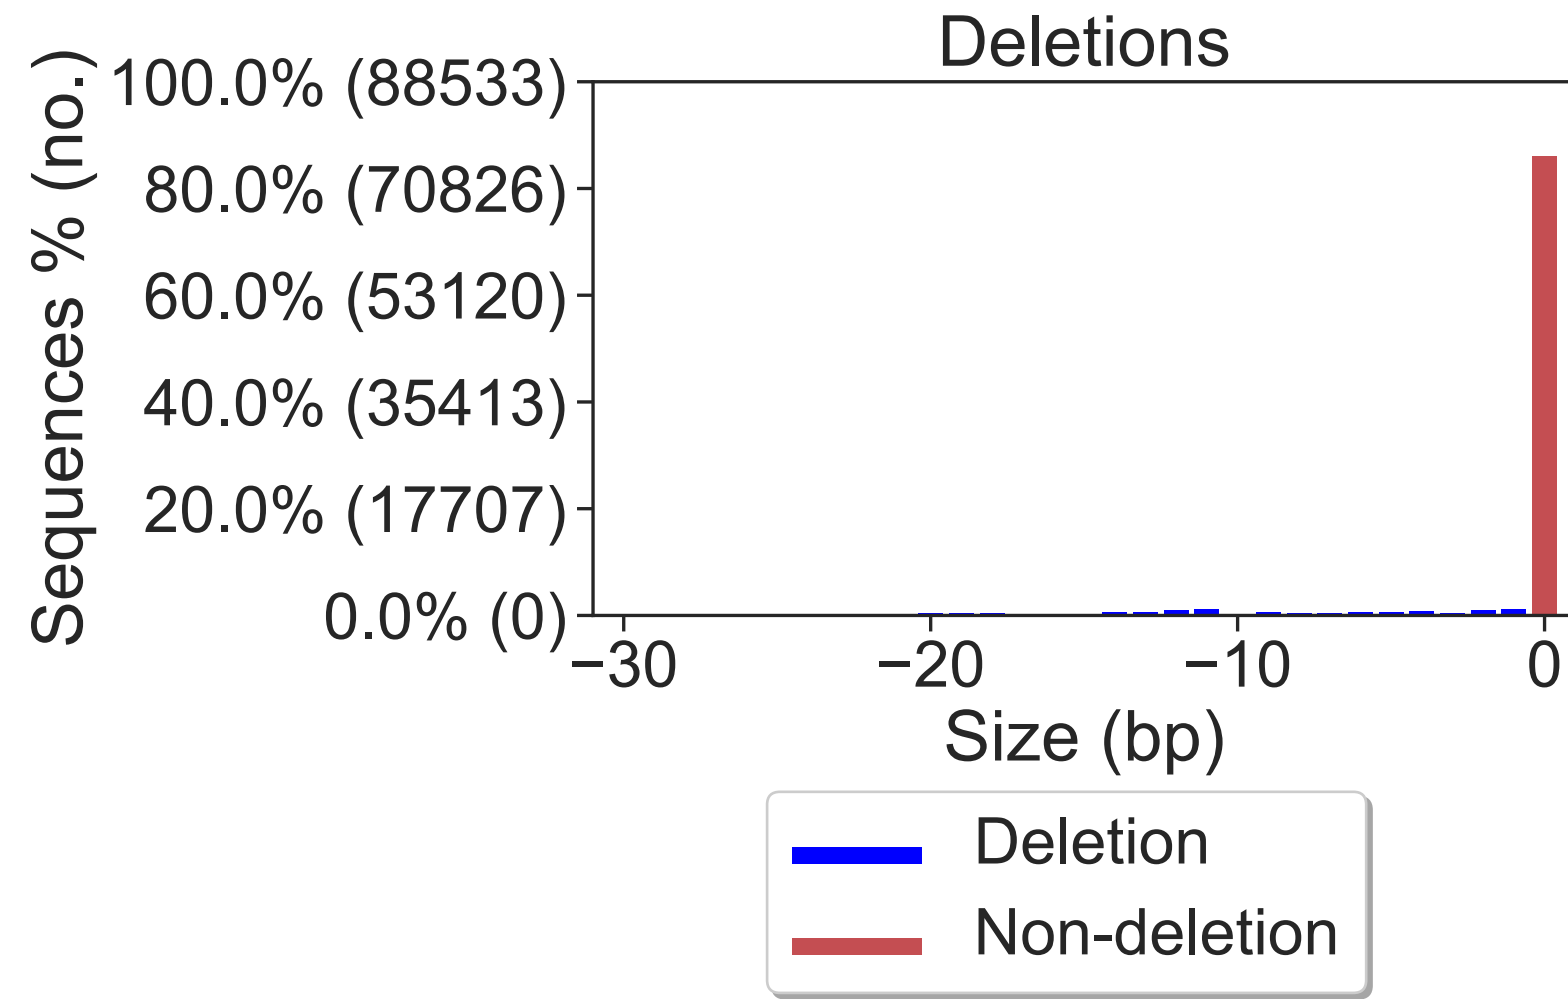 Deletions
Sequences % (no.)
100.0% (88533)
80.0% (70826)
60.0% (53120)
40.0% (35413)
20.0% (17707)
0.0% (0)
−30 −20 −10 0
Size (bp)
Deletion
Non-deletion